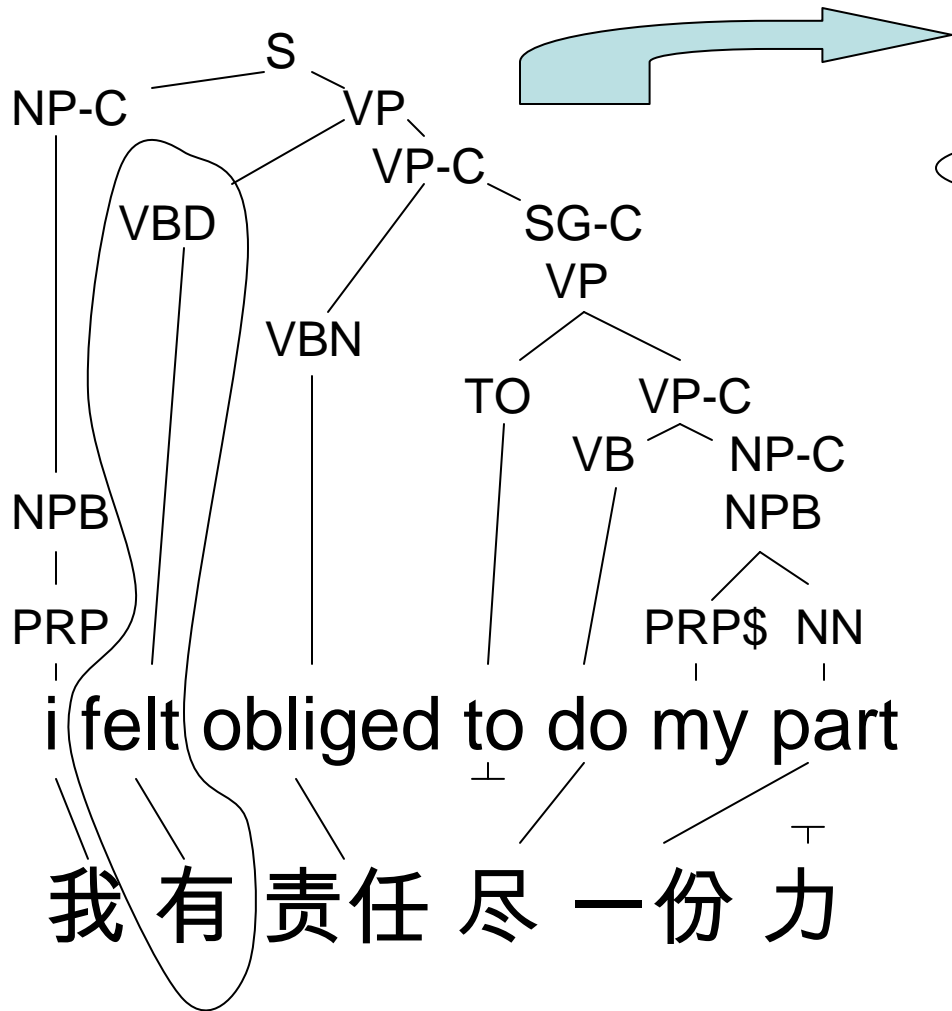 S
NP-C VP
VP-C
VBD SG-C
VP
VBN
TO VP-C
VB NP-C
NPB NPB
PRP PRP$ NN
i felt obliged to do my part
我 有 责任 尽 一份 力